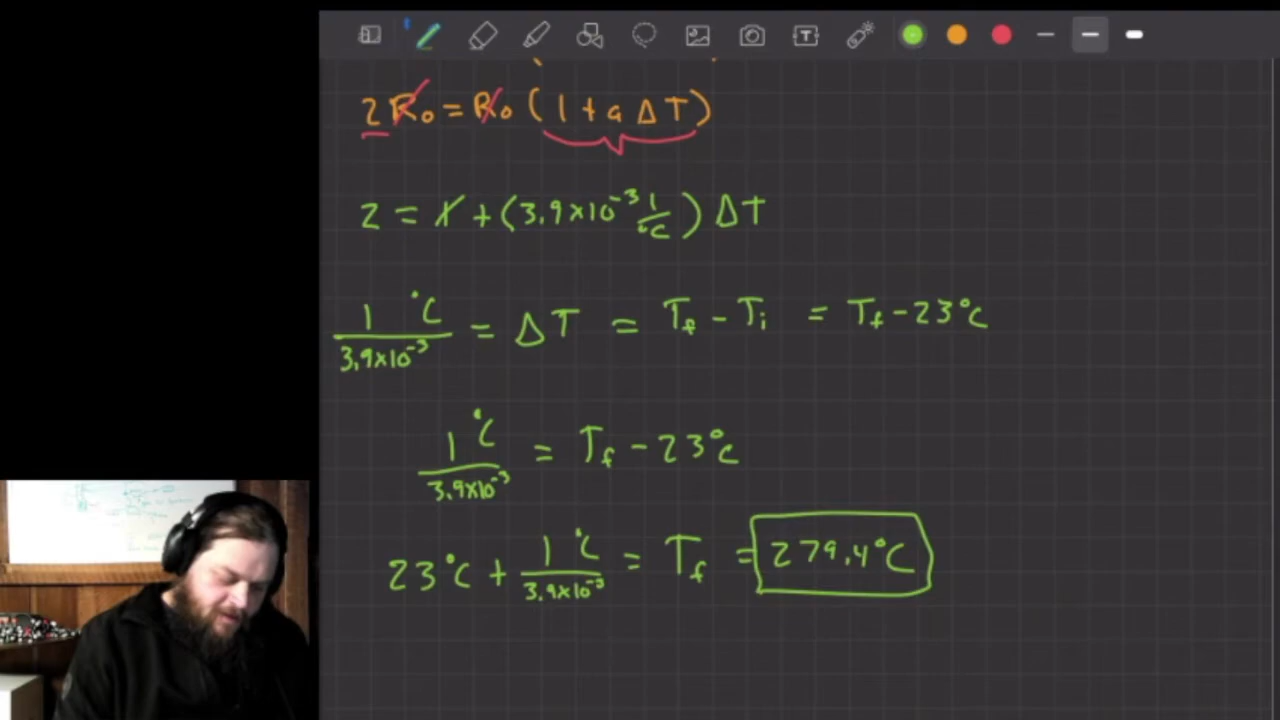 2R₀ = R₀ (1 + a ΔT)
2 = 1 + (3.9×10⁻³ 1/°C) ΔT
1 °C / 3.9×10⁻³ = ΔT = T_f − T_i = T_f − 23°C
1 °C / 3.9×10⁻³ = T_f − 23°C
23°C + 1 °C / 3.9×10⁻³ = T_f = 279.4°C